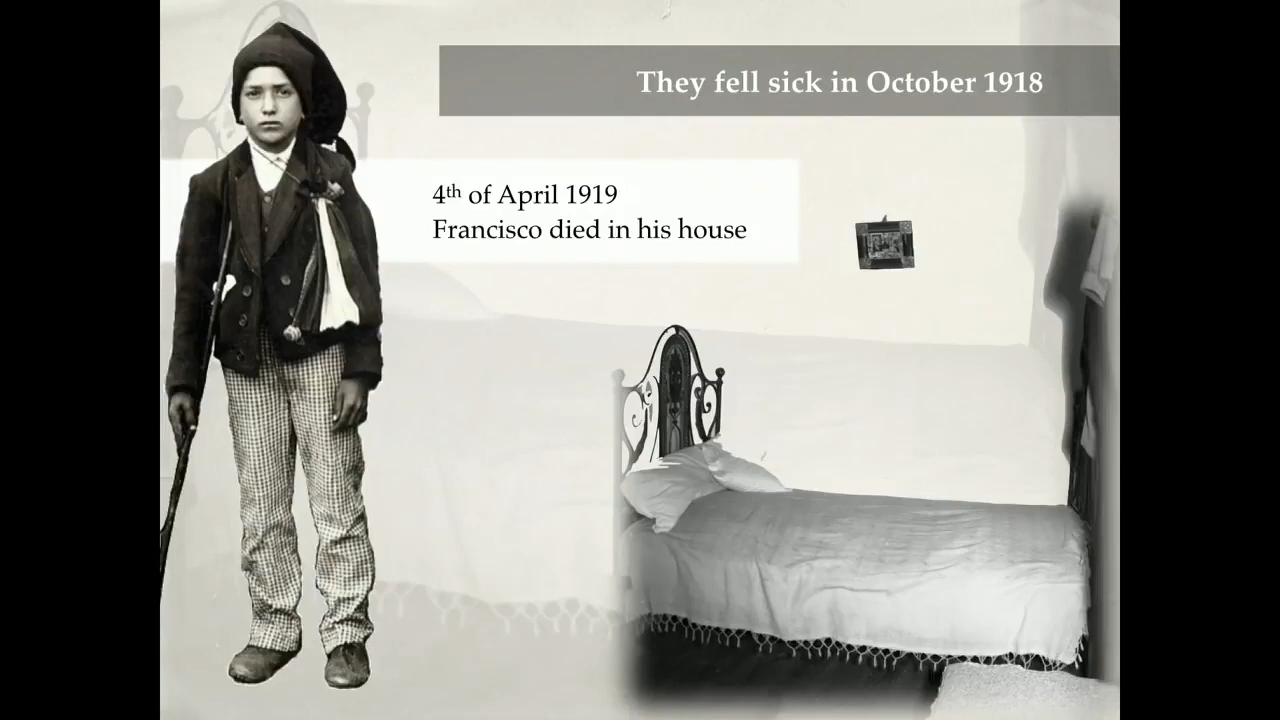 They fell sick in October 1918
4th of April 1919
Francisco died in his house